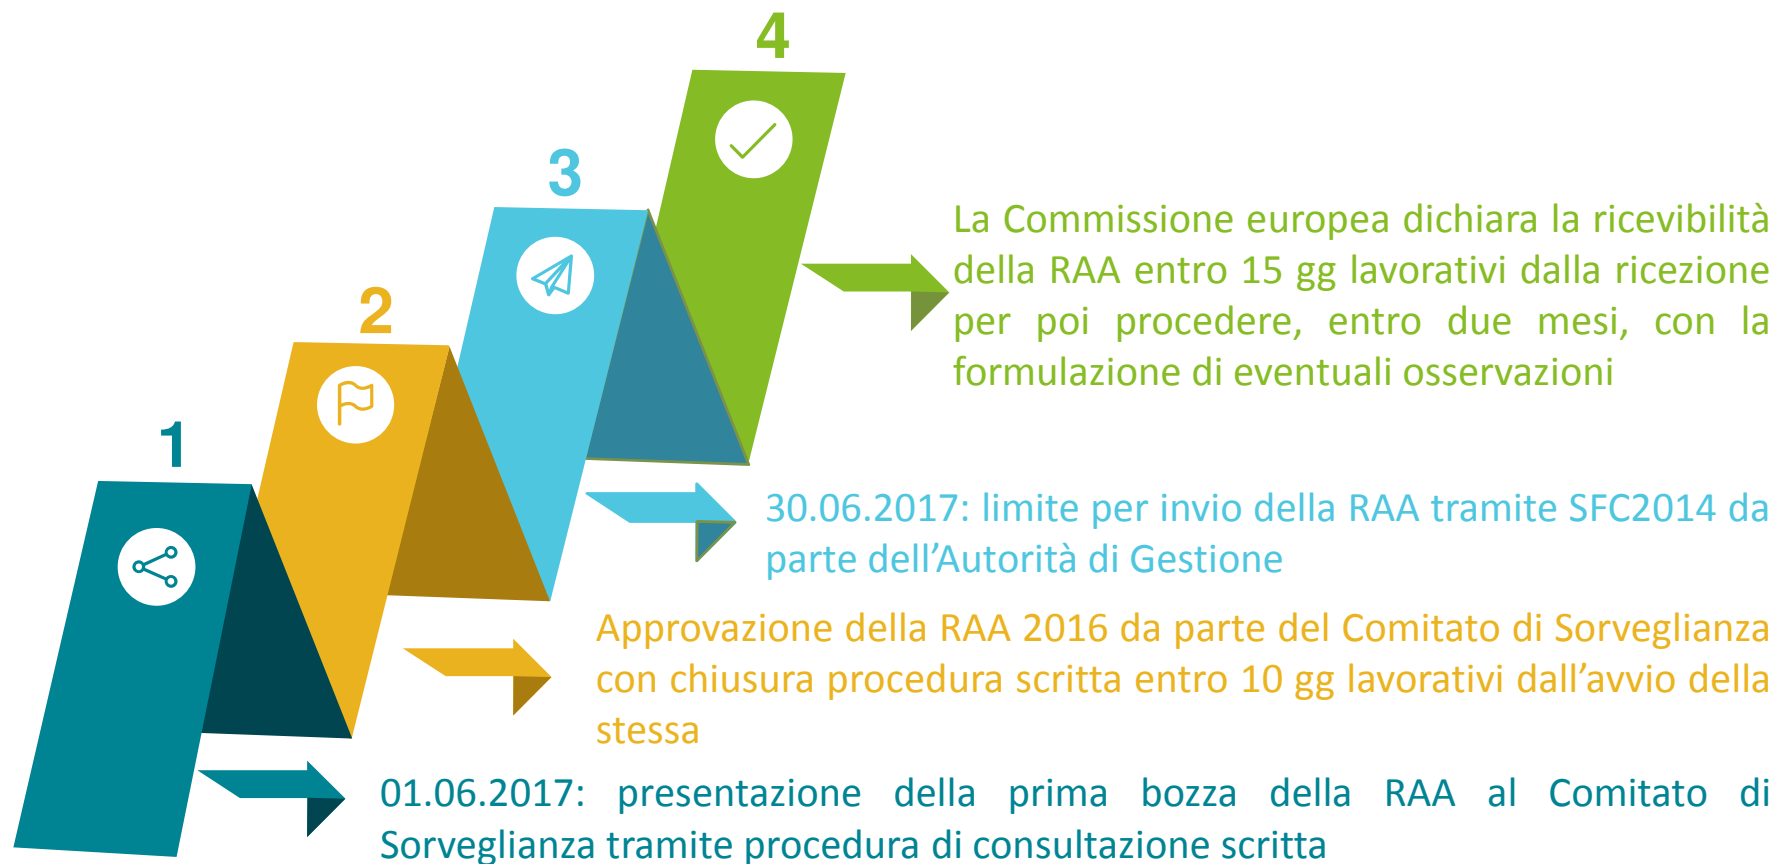 4
La Commissione europea dichiara la ricevibilità
della RAA entro 15 gg lavorativi dalla ricezione
per poi procedere, entro due mesi, con la
formulazione di eventuali osservazioni
3
30.06.2017: limite per invio della RAA tramite SFC2014 da
parte dell’Autorità di Gestione
2
Approvazione della RAA 2016 da parte del Comitato di Sorveglianza
con chiusura procedura scritta entro 10 gg lavorativi dall’avvio della
stessa
1
01.06.2017: presentazione della prima bozza della RAA al Comitato di
Sorveglianza tramite procedura di consultazione scritta